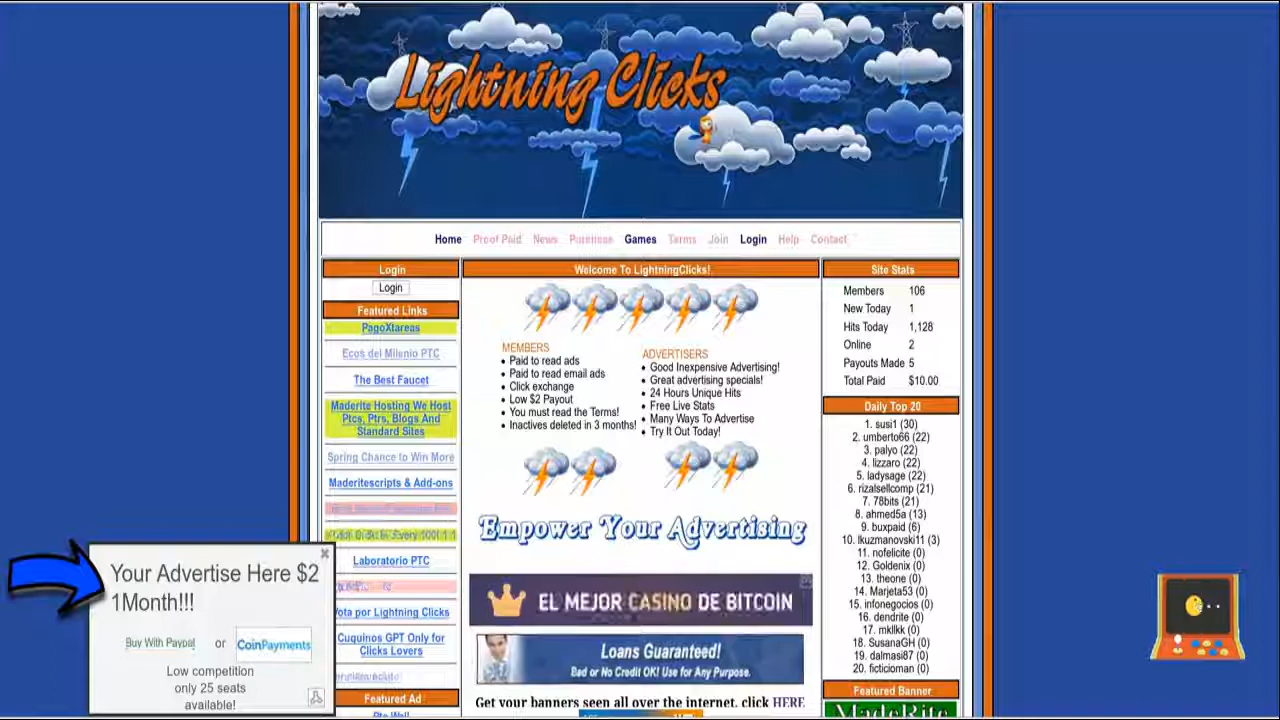 Lightning Clicks
Home Proof Paid News Purchase Games Terms Join Login Help Contact
Login
Login
Featured Links
PagoXtareas
Ecos del Milenio PTC
The Best Faucet
Maderite Hosting We Host
Ptcs, Ptrs, Blogs And
Standard Sites
Spring Chance to Win More
Maderitescripts & Add-ons
Laboratorio PTC
Vota por Lightning Clicks
Cuquinos GPT Only for
Clicks Lovers
Featured Ad
Welcome To LightningClicks!
MEMBERS
• Paid to read ads
• Paid to read email ads
• Click exchange
• Low $2 Payout
• You must read the Terms!
• Inactives deleted in 3 months!
ADVERTISERS
• Good Inexpensive Advertising!
• Great advertising specials!
• 24 Hours Unique Hits
• Free Live Stats
• Many Ways To Advertise
• Try It Out Today!
Empower Your Advertising
EL MEJOR CASINO DE BITCOIN
Loans Guaranteed!
Bad or No Credit OK! Use for Any Purpose.
Get your banners seen all over the internet. click HERE
Site Stats
Members 106
New Today 1
Hits Today 1,128
Online 2
Payouts Made 5
Total Paid $10.00
Daily Top 20
1. susi1 (30)
2. umberto66 (22)
3. palyo (22)
4. lizzaro (22)
5. ladysage (22)
6. rizalsellcomp (21)
7. 78bits (21)
8. ahmed5a (13)
9. buxpaid (6)
10. lkuzmanovski11 (3)
11. nofelicite (0)
12. Goldenix (0)
13. theone (0)
14. Marjeta53 (0)
15. infonegocios (0)
16. dendrite (0)
17. mklikk (0)
18. SusanaGH (0)
19. dalmasi87 (0)
20. ficticioman (0)
Featured Banner
MadeRite
Your Advertise Here $2
1Month!!!
Buy With Paypal or CoinPayments
Low competition
only 25 seats
available!